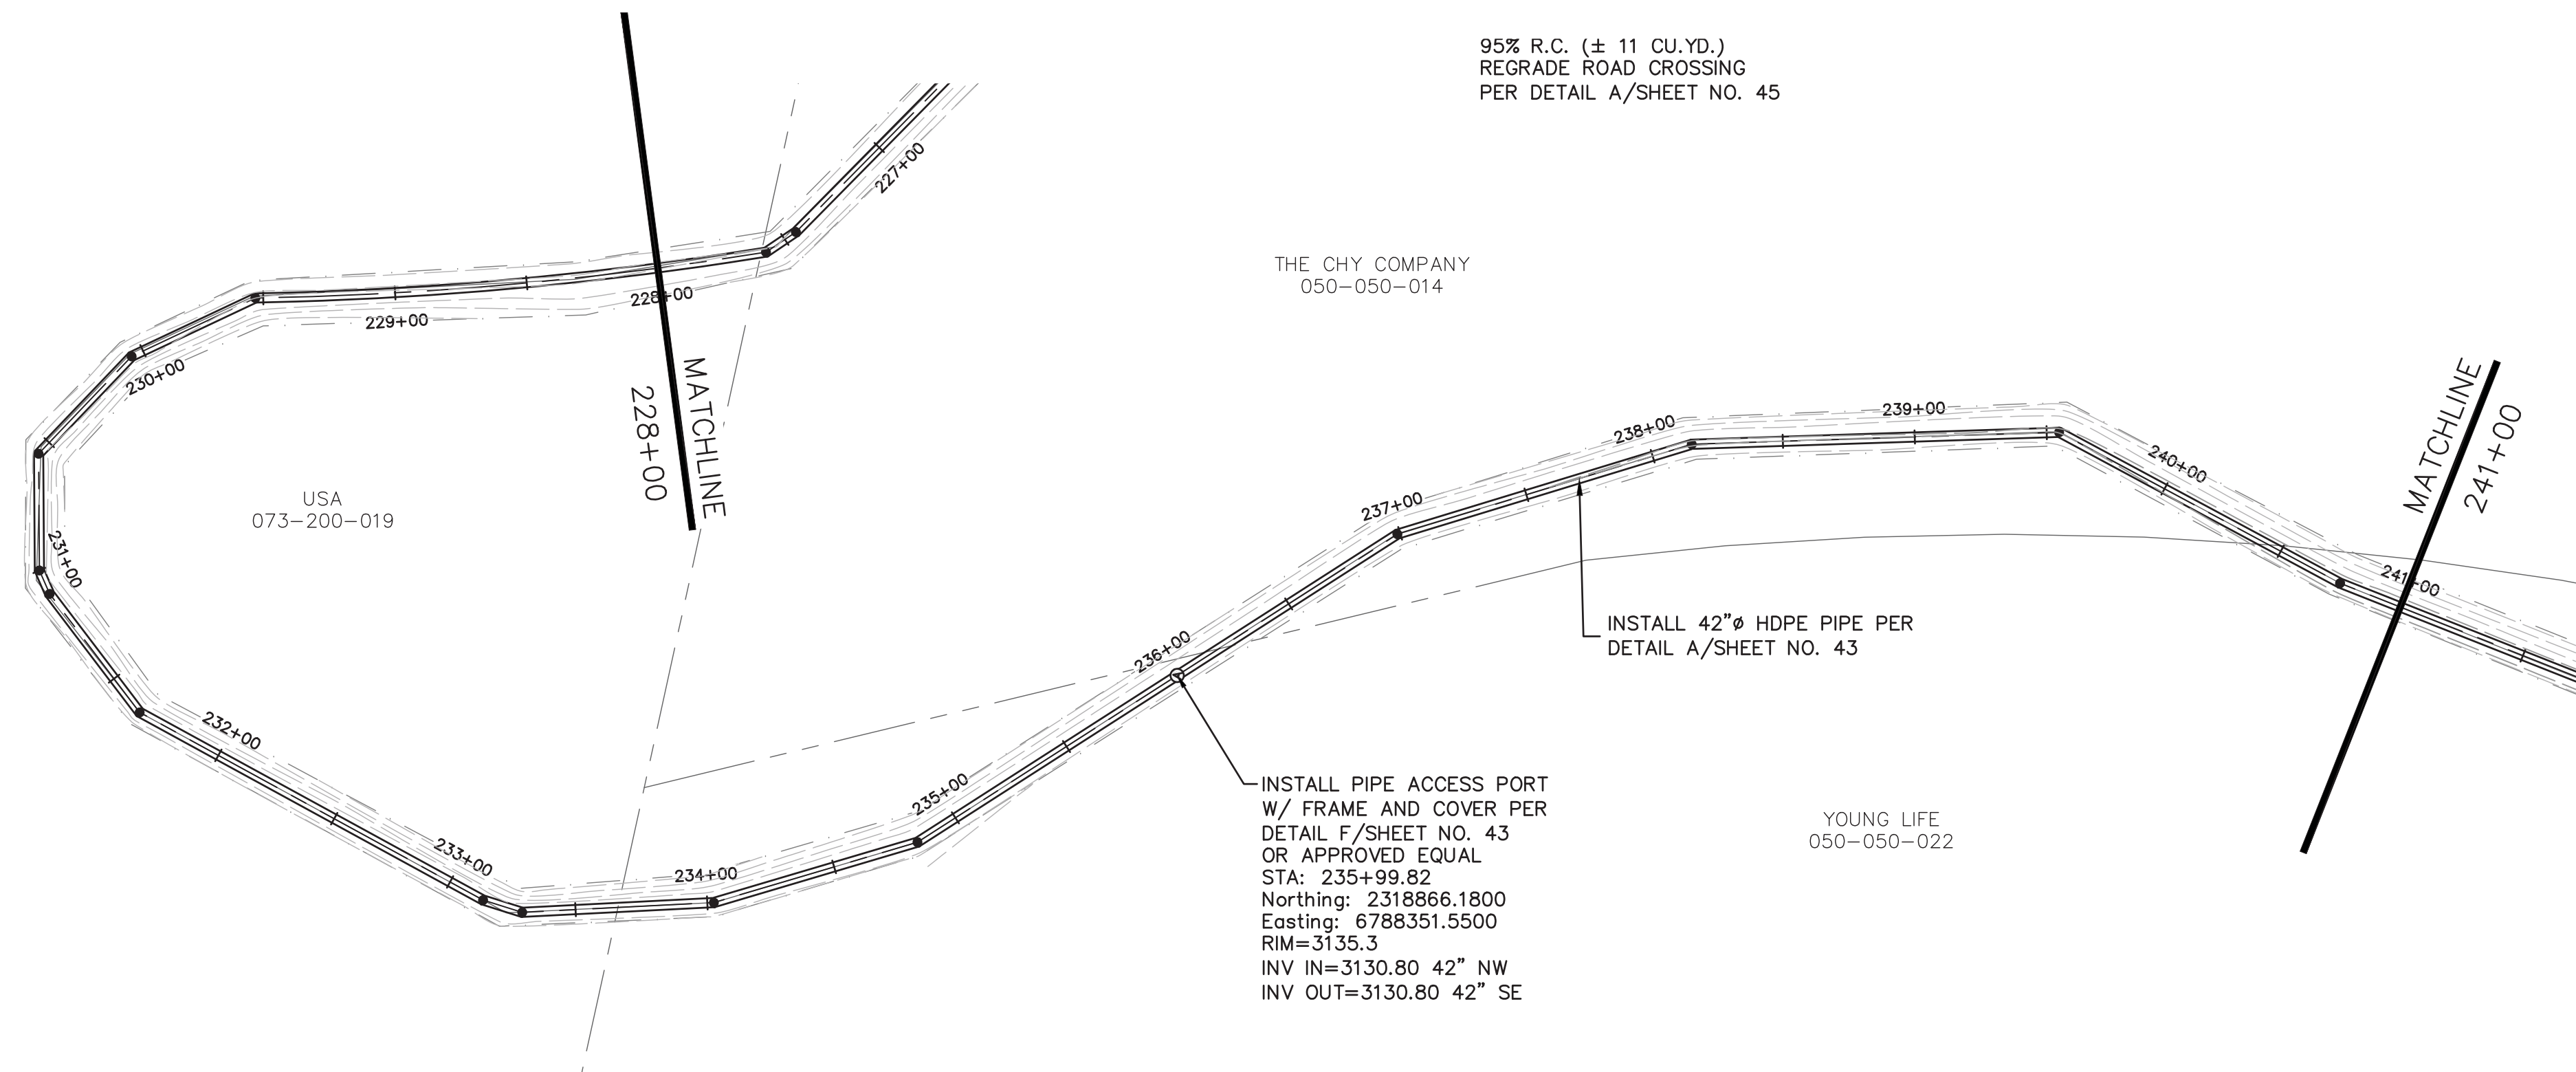 95% R.C. (± 11 CU.YD.)
REGRADE ROAD CROSSING
PER DETAIL A/SHEET NO. 45
227+00
THE CHY COMPANY
050-050-014
228+00
229+00
MATCHLINE
228+00
230+00
USA
073-200-019
231+00
232+00
233+00
234+00
235+00
236+00
237+00
238+00
239+00
240+00
241+00
MATCHLINE
241+00
INSTALL 42"ø HDPE PIPE PER
DETAIL A/SHEET NO. 43
INSTALL PIPE ACCESS PORT
W/ FRAME AND COVER PER
DETAIL F/SHEET NO. 43
OR APPROVED EQUAL
STA: 235+99.82
Northing: 2318866.1800
Easting: 6788351.5500
RIM=3135.3
INV IN=3130.80 42" NW
INV OUT=3130.80 42" SE
YOUNG LIFE
050-050-022